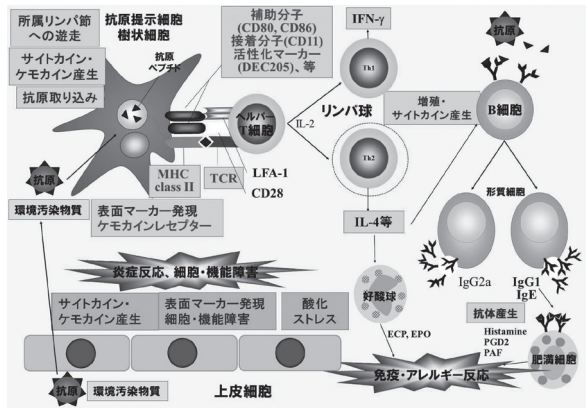 所属リンパ節
への遊走
サイトカイン・
ケモカイン産生
抗原取り込み
抗原提示細胞
樹状細胞
抗原
ペプチド
補助分子
(CD80, CD86)
接着分子(CD11)
活性化マーカー
(DEC205)、等
ヘルパー
T細胞
MHC
class II
TCR
LFA-1
CD28
抗原
環境汚染物質
表面マーカー発現
ケモカインレセプター
IFN-γ
Th1
リンパ球
IL-2
Th2
IL-4等
増殖・
サイトカイン産生
抗原
B細胞
形質細胞
IgG2a
IgG1
IgE
抗体産生
Histamine
PGD2
PAF
肥満細胞
好酸球
ECP, EPO
免疫・アレルギー反応
炎症反応、細胞・機能障害
サイトカイン・
ケモカイン産生
表面マーカー発現
細胞・機能障害
酸化
ストレス
上皮細胞
抗原
環境汚染物質